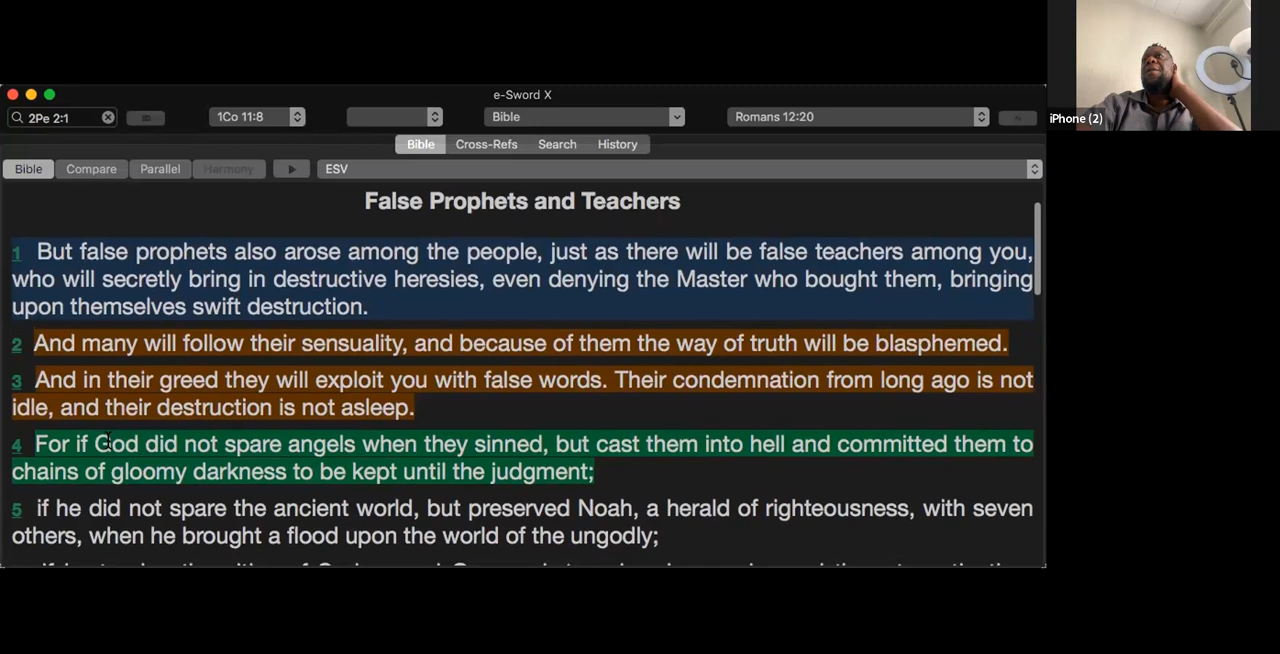 e-Sword X
2Pe 2:1
1Co 11:8
Bible
Romans 12:20
iPhone (2)
Bible Cross-Refs Search History
Bible Compare Parallel Harmony ESV
False Prophets and Teachers
1 But false prophets also arose among the people, just as there will be false teachers among you,
who will secretly bring in destructive heresies, even denying the Master who bought them, bringing
upon themselves swift destruction.
2 And many will follow their sensuality, and because of them the way of truth will be blasphemed.
3 And in their greed they will exploit you with false words. Their condemnation from long ago is not
idle, and their destruction is not asleep.
4 For if God did not spare angels when they sinned, but cast them into hell and committed them to
chains of gloomy darkness to be kept until the judgment;
5 if he did not spare the ancient world, but preserved Noah, a herald of righteousness, with seven
others, when he brought a flood upon the world of the ungodly;